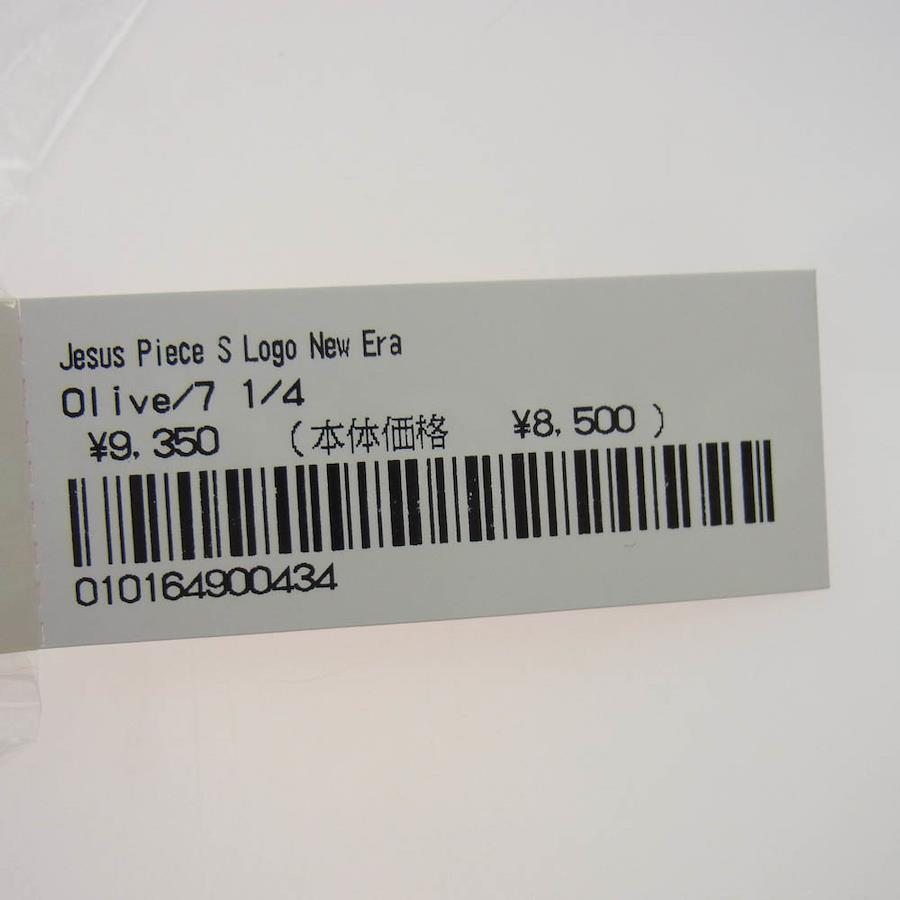 Jesus Piece S Logo New Era
Olive/7 1/4
¥9,350 (本体価格 ¥8,500)
010164900434